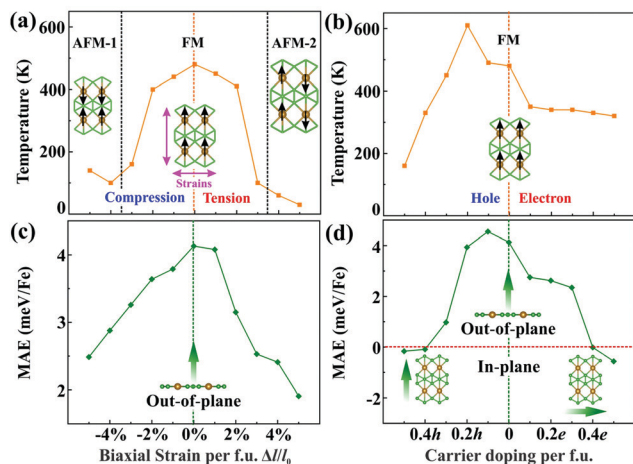 (a)
AFM-1
FM
AFM-2
Temperature (K)
600
400
200
0
Strains
Compression
Tension
(b)
FM
Temperature (K)
600
400
200
0
Hole
Electron
(c)
MAE (meV/Fe)
4
3
2
Out-of-plane
-4% -2% 0% 2% 4%
Biaxial Strain per f.u. Δl/l₀
(d)
MAE (meV/Fe)
6
4
2
0
-2
Out-of-plane
In-plane
0.4h 0.2h 0 0.2e 0.4e
Carrier doping per f.u.